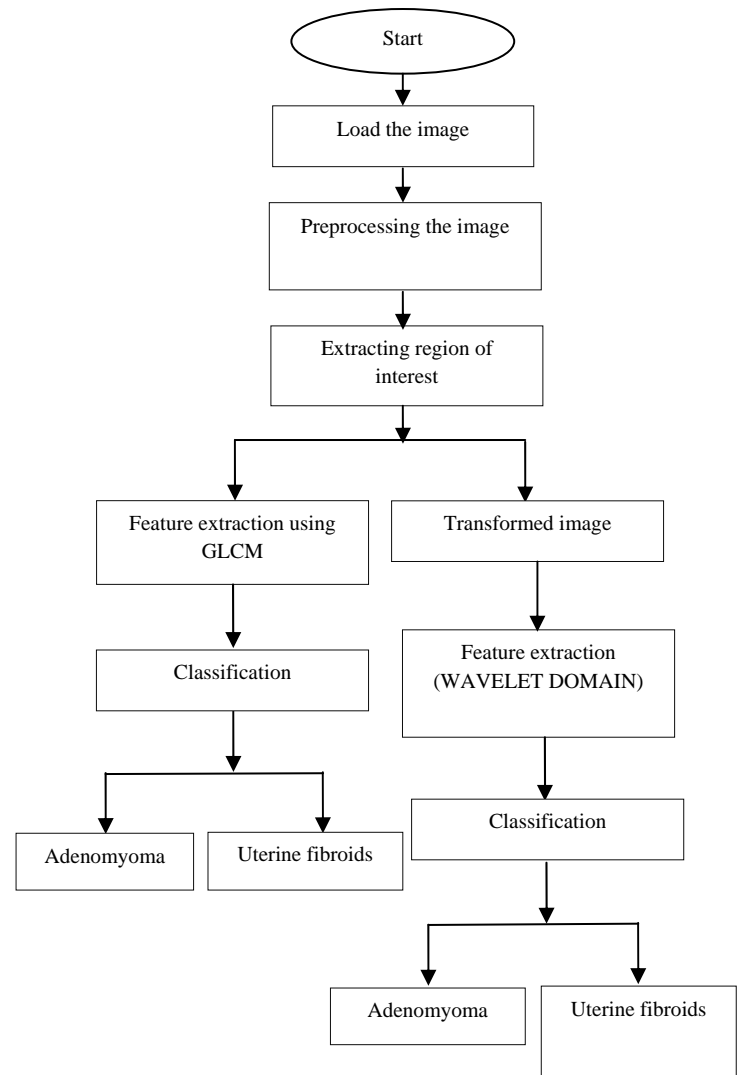 Start
Load the image
Preprocessing the image
Extracting region of
interest
Feature extraction using
GLCM
Transformed image
Classification
Feature extraction
(WAVELET DOMAIN)
Adenomyoma
Uterine fibroids
Classification
Adenomyoma
Uterine fibroids